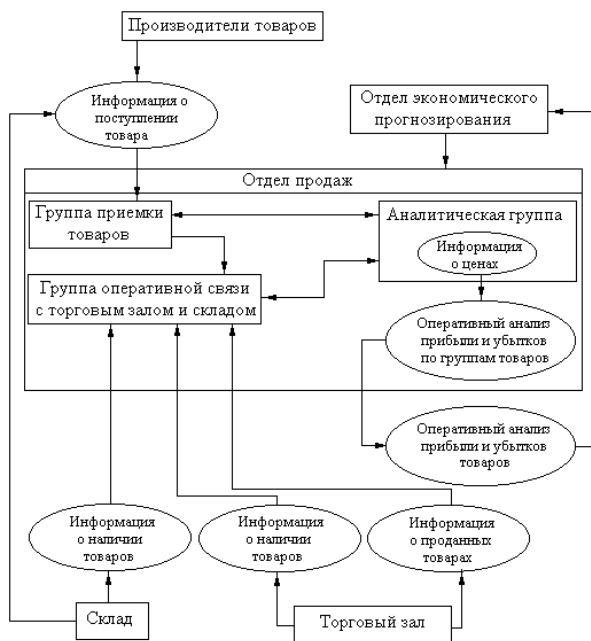 Производители товаров
Информация о
поступлении
товара
Отдел экономического
прогнозирования
Отдел продаж
Группа приемки
товаров
Аналитическая группа
Информация
о ценах
Группа оперативной связи
с торговым залом и складом
Оперативный анализ
прибыли и убытков
по группам товаров
Оперативный анализ
прибыли и убытков
товаров
Информация
о наличии
товаров
Информация
о наличии
товаров
Информация
о проданных
товарах
Склад
Торговый зал